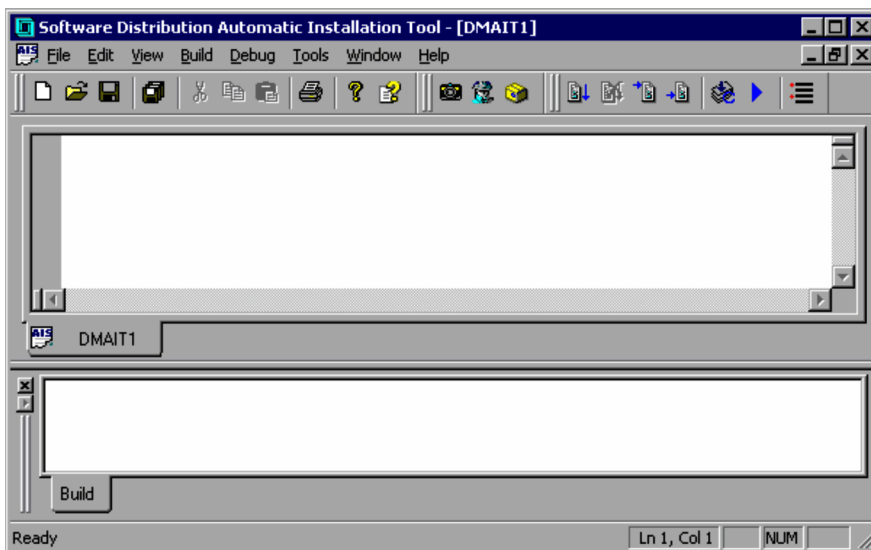 Software Distribution Automatic Installation Tool - [DMAIT1]
AIS File Edit View Build Debug Tools Window Help
AIS DMAIT1
Build
Ready Ln 1, Col 1 NUM